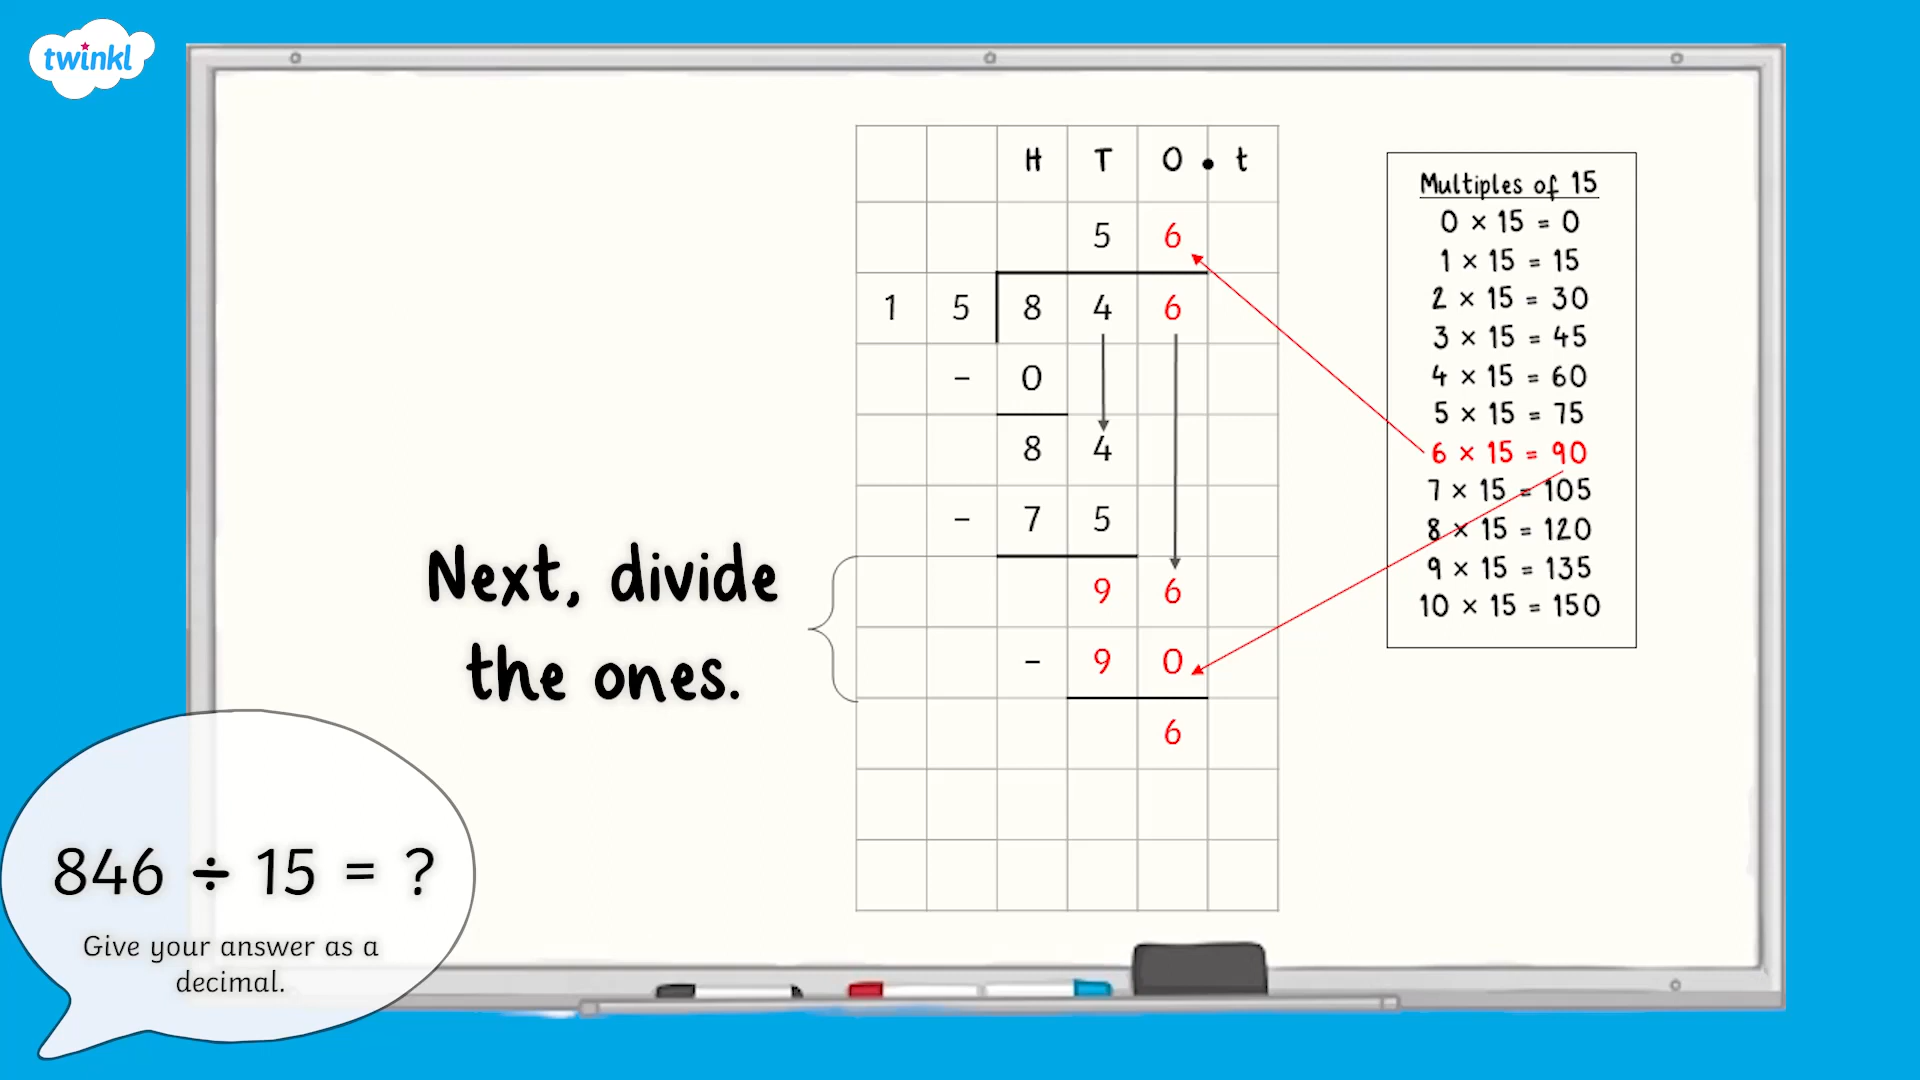 twinkl
H T O . t
5 6
1 5 8 4 6
- 0
8 4
- 7 5
9 6
- 9 0
6
Multiples of 15
0 × 15 = 0
1 × 15 = 15
2 × 15 = 30
3 × 15 = 45
4 × 15 = 60
5 × 15 = 75
6 × 15 = 90
7 × 15 = 105
8 × 15 = 120
9 × 15 = 135
10 × 15 = 150
Next, divide
the ones.
846 ÷ 15 = ?
Give your answer as a
decimal.